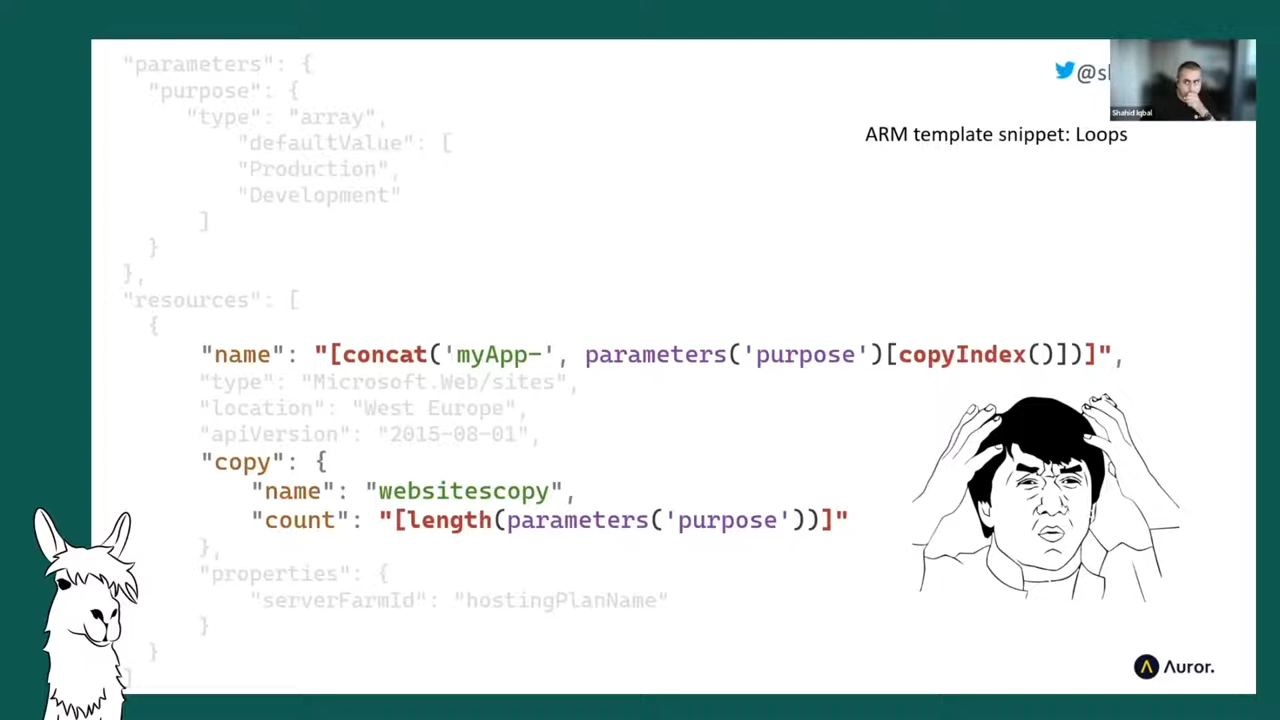 "parameters": {
"purpose": {
"type": "array",
"defaultValue": [
"Production",
"Development"
]
}
},
"resources": [
{
"name": "[concat('myApp-', parameters('purpose')[copyIndex()])]",
"type": "Microsoft.Web/sites",
"location": "West Europe",
"apiVersion": "2015-08-01",
"copy": {
"name": "websitescopy",
"count": "[length(parameters('purpose'))]"
},
"properties": {
"serverFarmId": "hostingPlanName"
}
}
]
Shahid Iqbal
ARM template snippet: Loops
Auror.